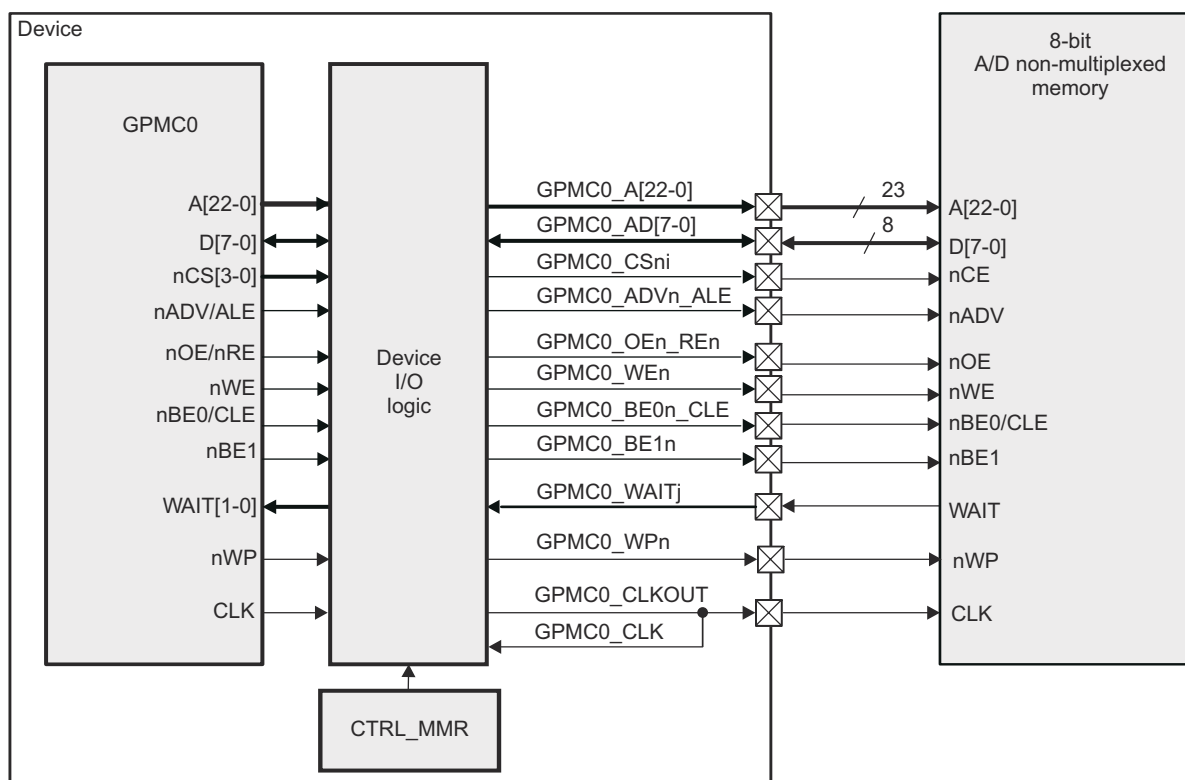 Device
8-bit
A/D non-multiplexed
memory
GPMC0
A[22-0]
D[7-0]
nCS[3-0]
nADV/ALE
nOE/nRE
nWE
nBE0/CLE
nBE1
WAIT[1-0]
nWP
CLK
Device
I/O
logic
GPMC0_A[22-0]
GPMC0_AD[7-0]
GPMC0_CSni
GPMC0_ADVn_ALE
GPMC0_OEn_REn
GPMC0_WEn
GPMC0_BE0n_CLE
GPMC0_BE1n
GPMC0_WAITj
GPMC0_WPn
GPMC0_CLKOUT
GPMC0_CLK
23
8
A[22-0]
D[7-0]
nCE
nADV
nOE
nWE
nBE0/CLE
nBE1
WAIT
nWP
CLK
CTRL_MMR